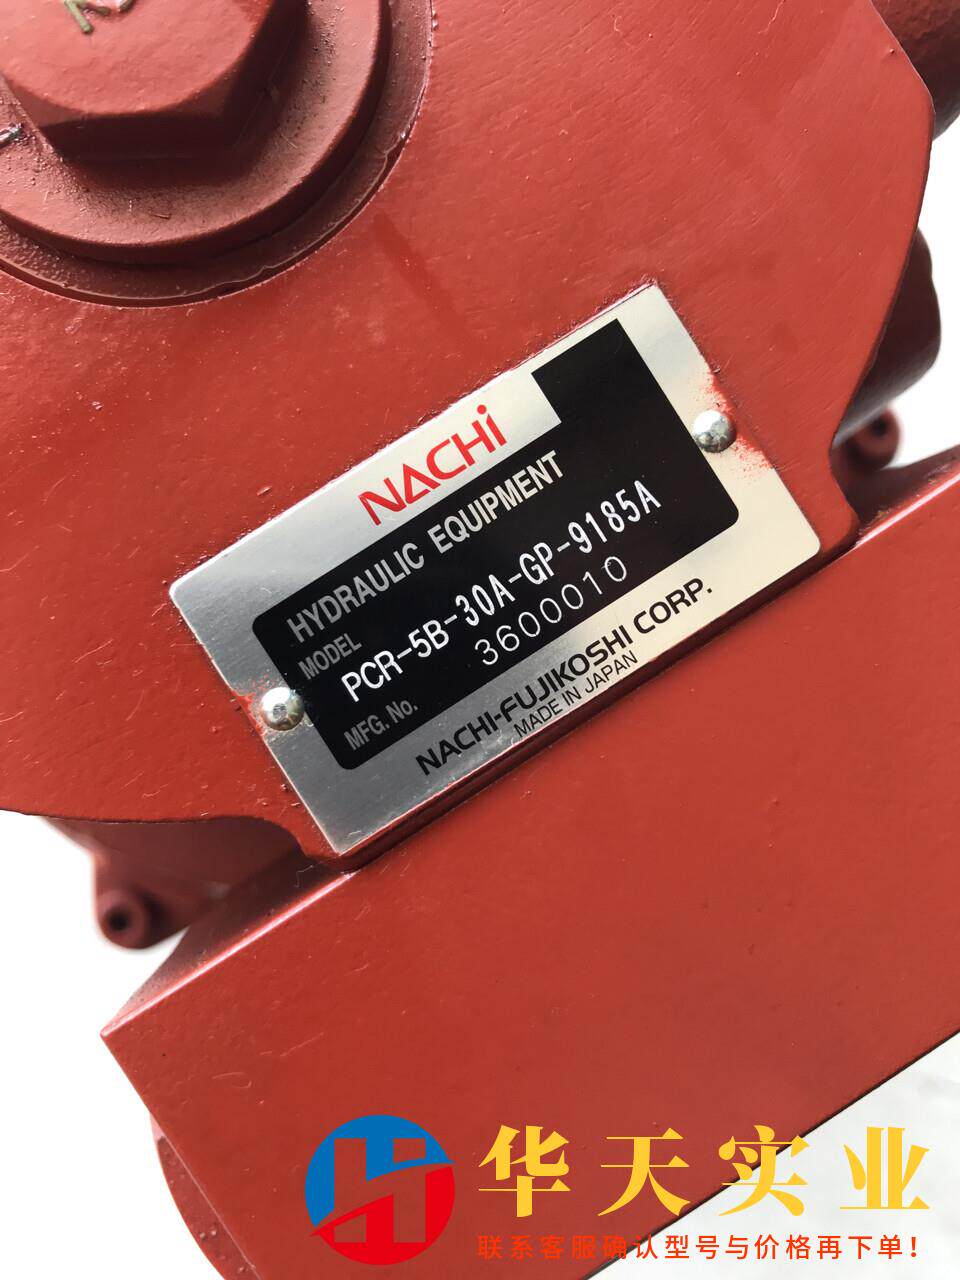 NACHi
HYDRAULIC EQUIPMENT
MODEL
PCR-5B-30A-GP-9185A
MFG. No.
3600010
NACHI-FUJIKOSHI CORP.
MADE IN JAPAN
华天实业
联系客服确认型号与价格再下单！